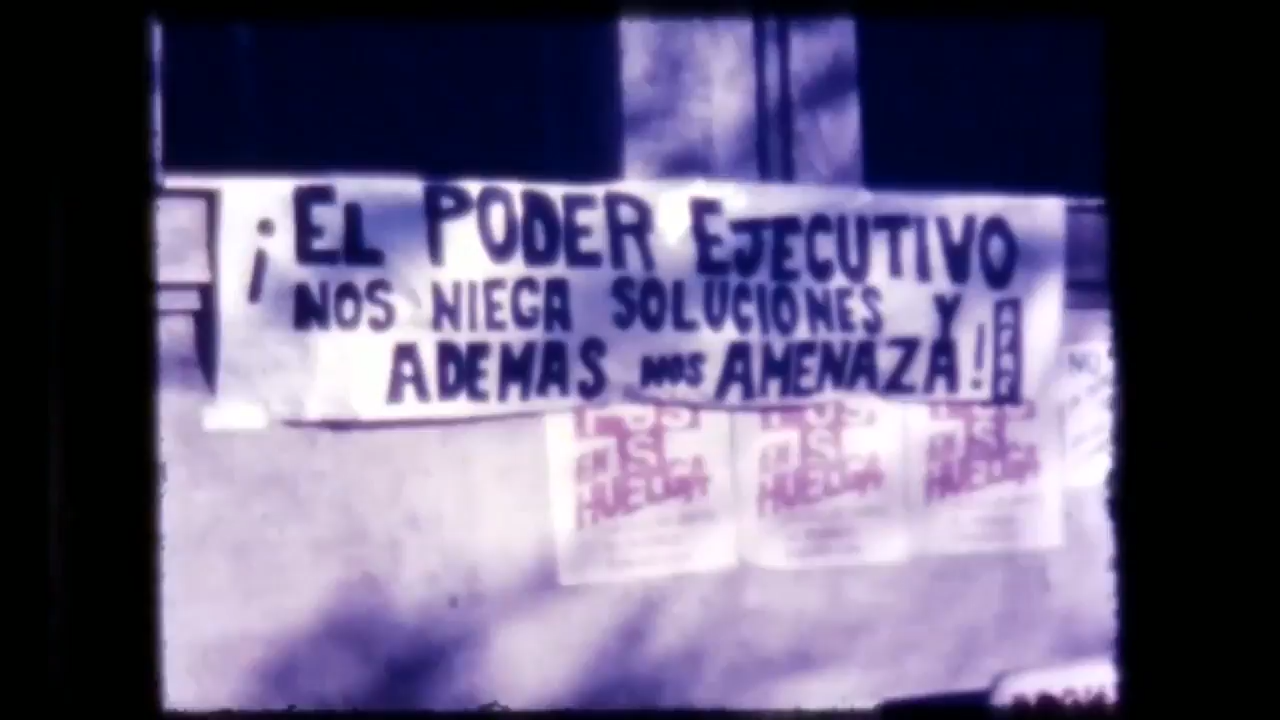 ¡EL PODER EJECUTIVO
NOS NIEGA SOLUCIONES Y
ADEMAS NOS AMENAZA!
HUELGA
HUELGA
HUELGA